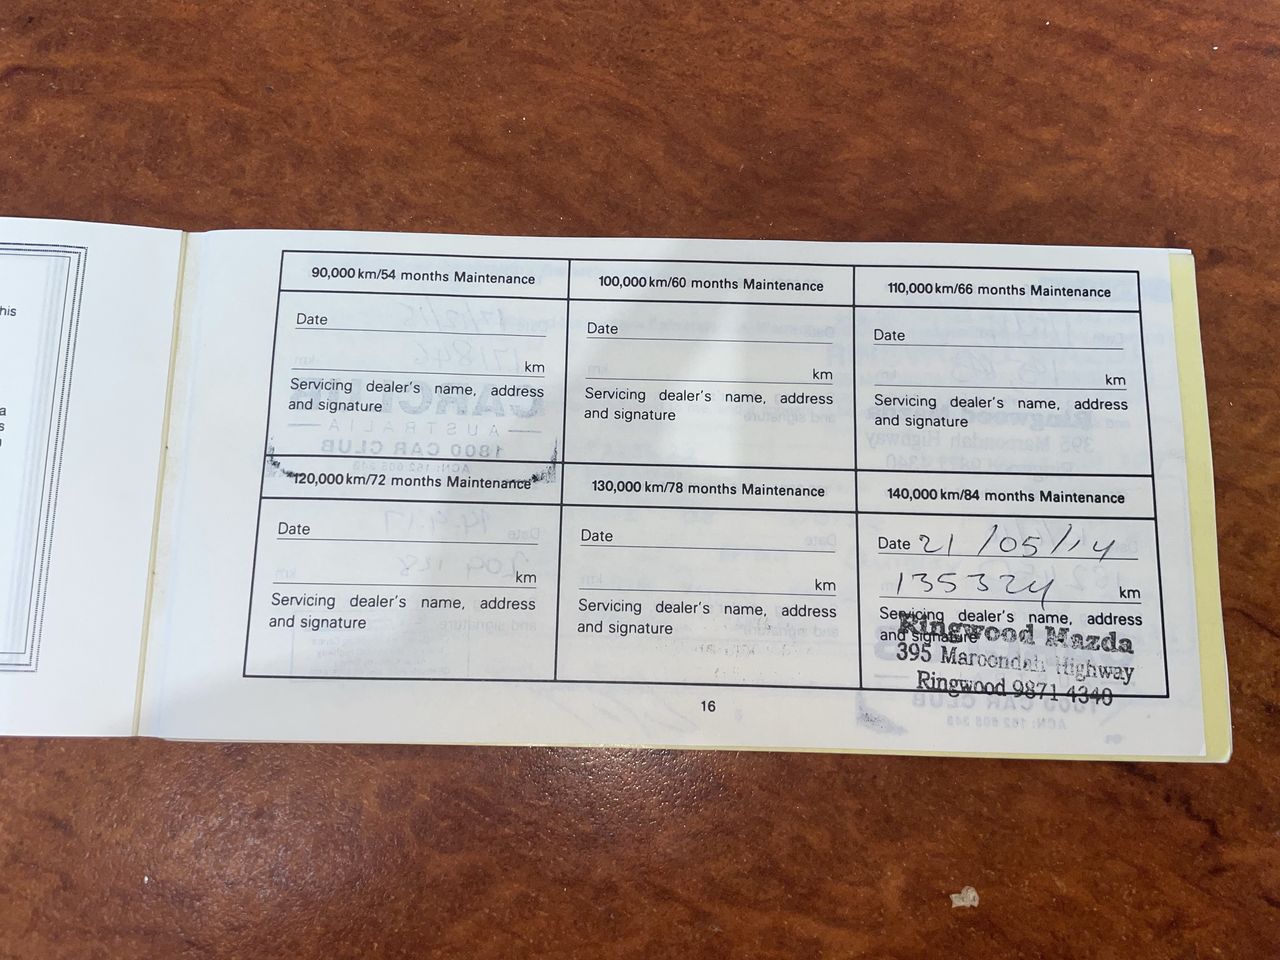 his
a
s
90,000 km/54 months Maintenance
Date
km
Servicing dealer's name, address
and signature
100,000 km/60 months Maintenance
Date
km
Servicing dealer's name, address
and signature
110,000 km/66 months Maintenance
Date
km
Servicing dealer's name, address
and signature
120,000 km/72 months Maintenance
Date
km
Servicing dealer's name, address
and signature
130,000 km/78 months Maintenance
Date
km
Servicing dealer's name, address
and signature
140,000 km/84 months Maintenance
Date 21/05/14
135324 km
Servicing dealer's name, address
and signature
Ringwood Mazda
395 Maroondah Highway
Ringwood 9871 4340
16